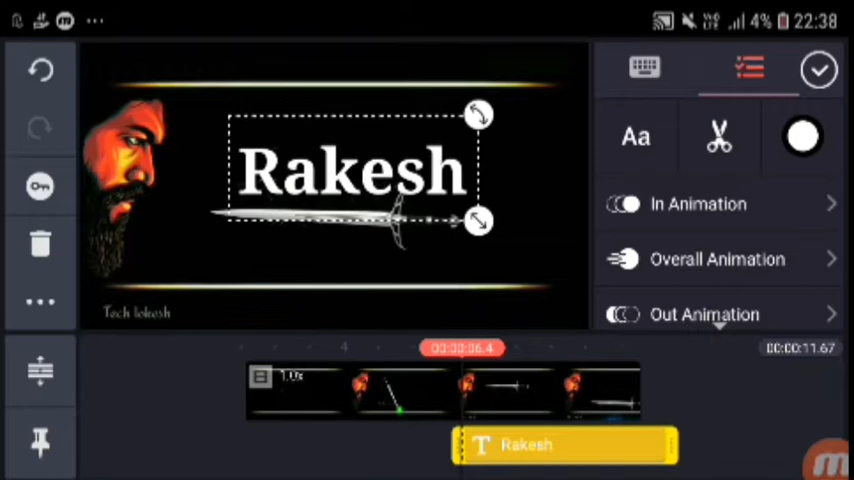 4% 22:38
Rakesh
Tech lokesh
Aa
In Animation
Overall Animation
Out Animation
4
00:00:06.4
00:00:11.67
1.0x
T Rakesh